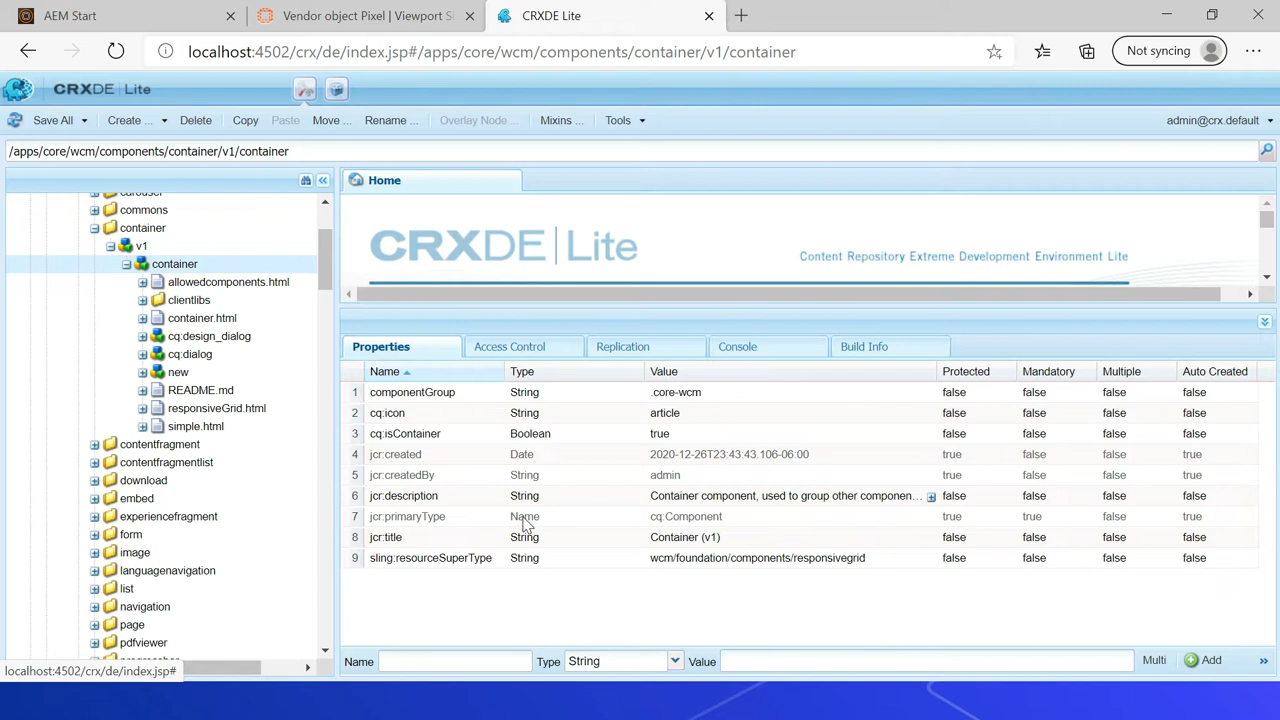 AEM Start
Vendor object Pixel | Viewport Si
CRXDE Lite
localhost:4502/crx/de/index.jsp#/apps/core/wcm/components/container/v1/container
Not syncing
CRXDE | Lite
Save All Create ... Delete Copy Paste Move ... Rename ... Overlay Node ... Mixins ... Tools admin@crx.default
/apps/core/wcm/components/container/v1/container
commons
container
v1
container
allowedcomponents.html
clientlibs
container.html
cq:design_dialog
cq:dialog
new
README.md
responsiveGrid.html
simple.html
contentfragment
contentfragmentlist
download
embed
experiencefragment
form
image
languagenavigation
list
navigation
page
pdfviewer
localhost:4502/crx/de/index.jsp#
Home
CRXDE | Lite
Content Repository Extreme Development Environment Lite
Properties Access Control Replication Console Build Info
Name Type Value Protected Mandatory Multiple Auto Created
1 componentGroup String .core-wcm false false false false
2 cq:icon String article false false false false
3 cq:isContainer Boolean true false false false false
4 jcr:created Date 2020-12-26T23:43:43.106-06:00 true false false true
5 jcr:createdBy String admin true false false true
6 jcr:description String Container component, used to group other componen... false false false false
7 jcr:primaryType Name cq:Component true true false true
8 jcr:title String Container (v1) false false false false
9 sling:resourceSuperType String wcm/foundation/components/responsivegrid false false false false
Name Type String Value Multi Add